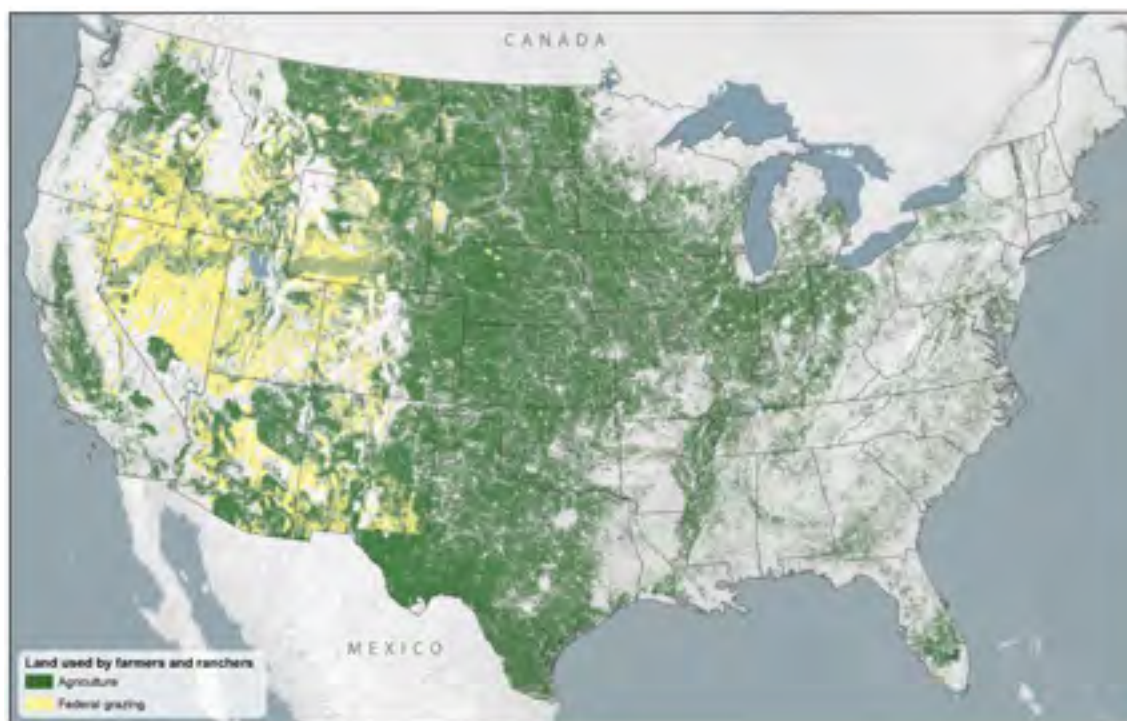 CANADA
MEXICO
Land used by farmers and ranchers
Agriculture
Federal grazing